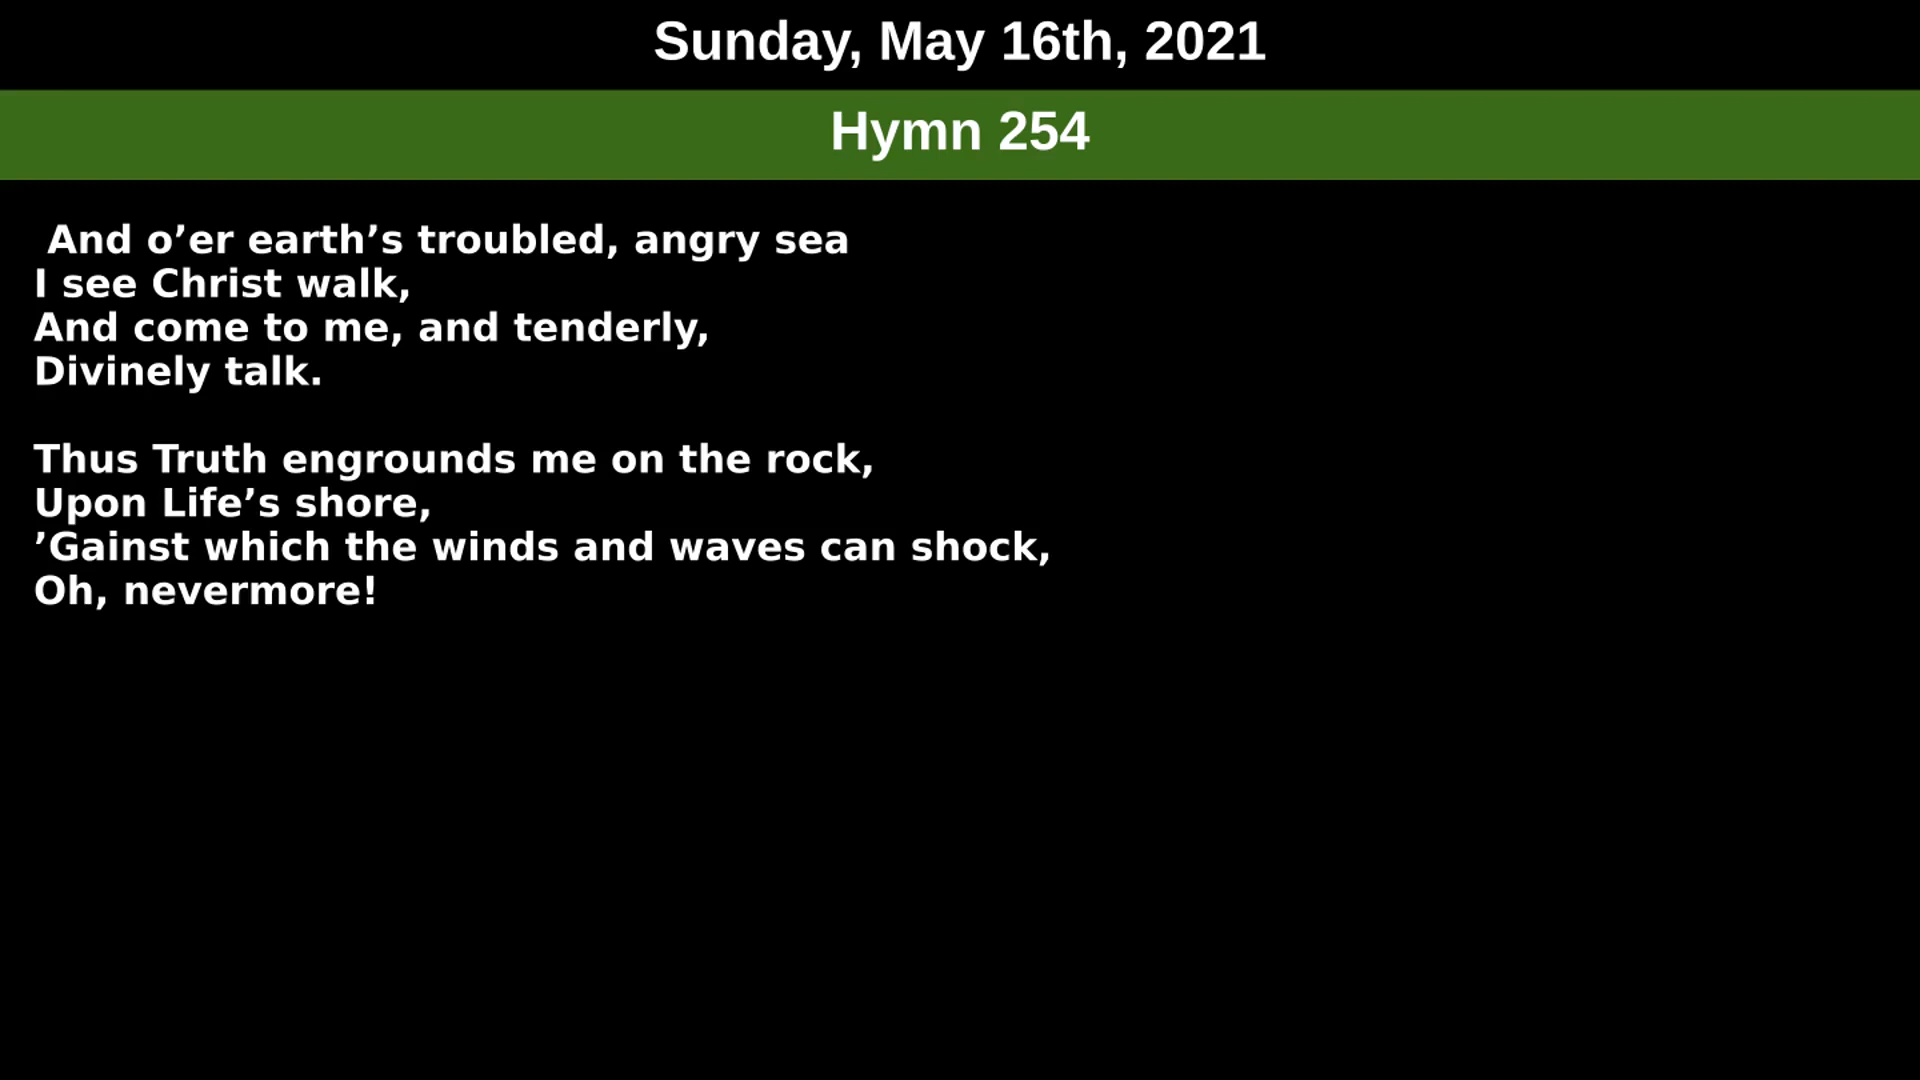 Sunday, May 16th, 2021
Hymn 254
And o’er earth’s troubled, angry sea
I see Christ walk,
And come to me, and tenderly,
Divinely talk.
Thus Truth engrounds me on the rock,
Upon Life’s shore,
’Gainst which the winds and waves can shock,
Oh, nevermore!